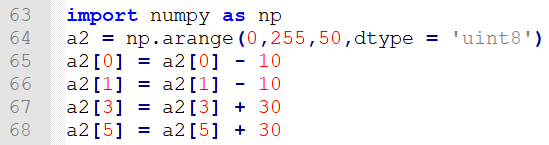 63 import numpy as np
64 a2 = np.arange(0,255,50,dtype = 'uint8')
65 a2[0] = a2[0] - 10
66 a2[1] = a2[1] - 10
67 a2[3] = a2[3] + 30
68 a2[5] = a2[5] + 30